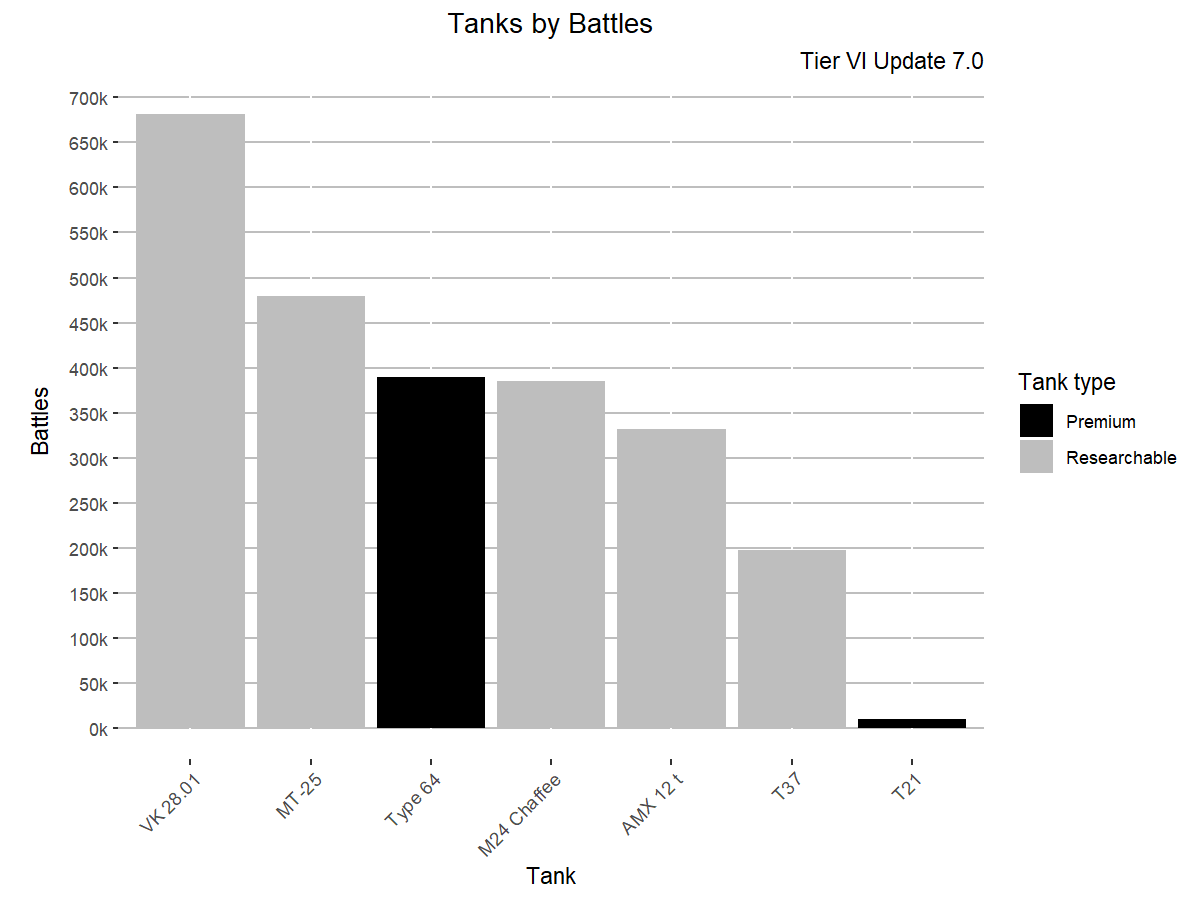 Tanks by Battles
Tier VI Update 7.0
700k
650k
600k
550k
500k
450k
400k
350k
300k
250k
200k
150k
100k
50k
0k
Battles
VK 28.01
MT-25
Type 64
M24 Chaffee
AMX 12 t
T37
T21
Tank
Tank type
Premium
Researchable